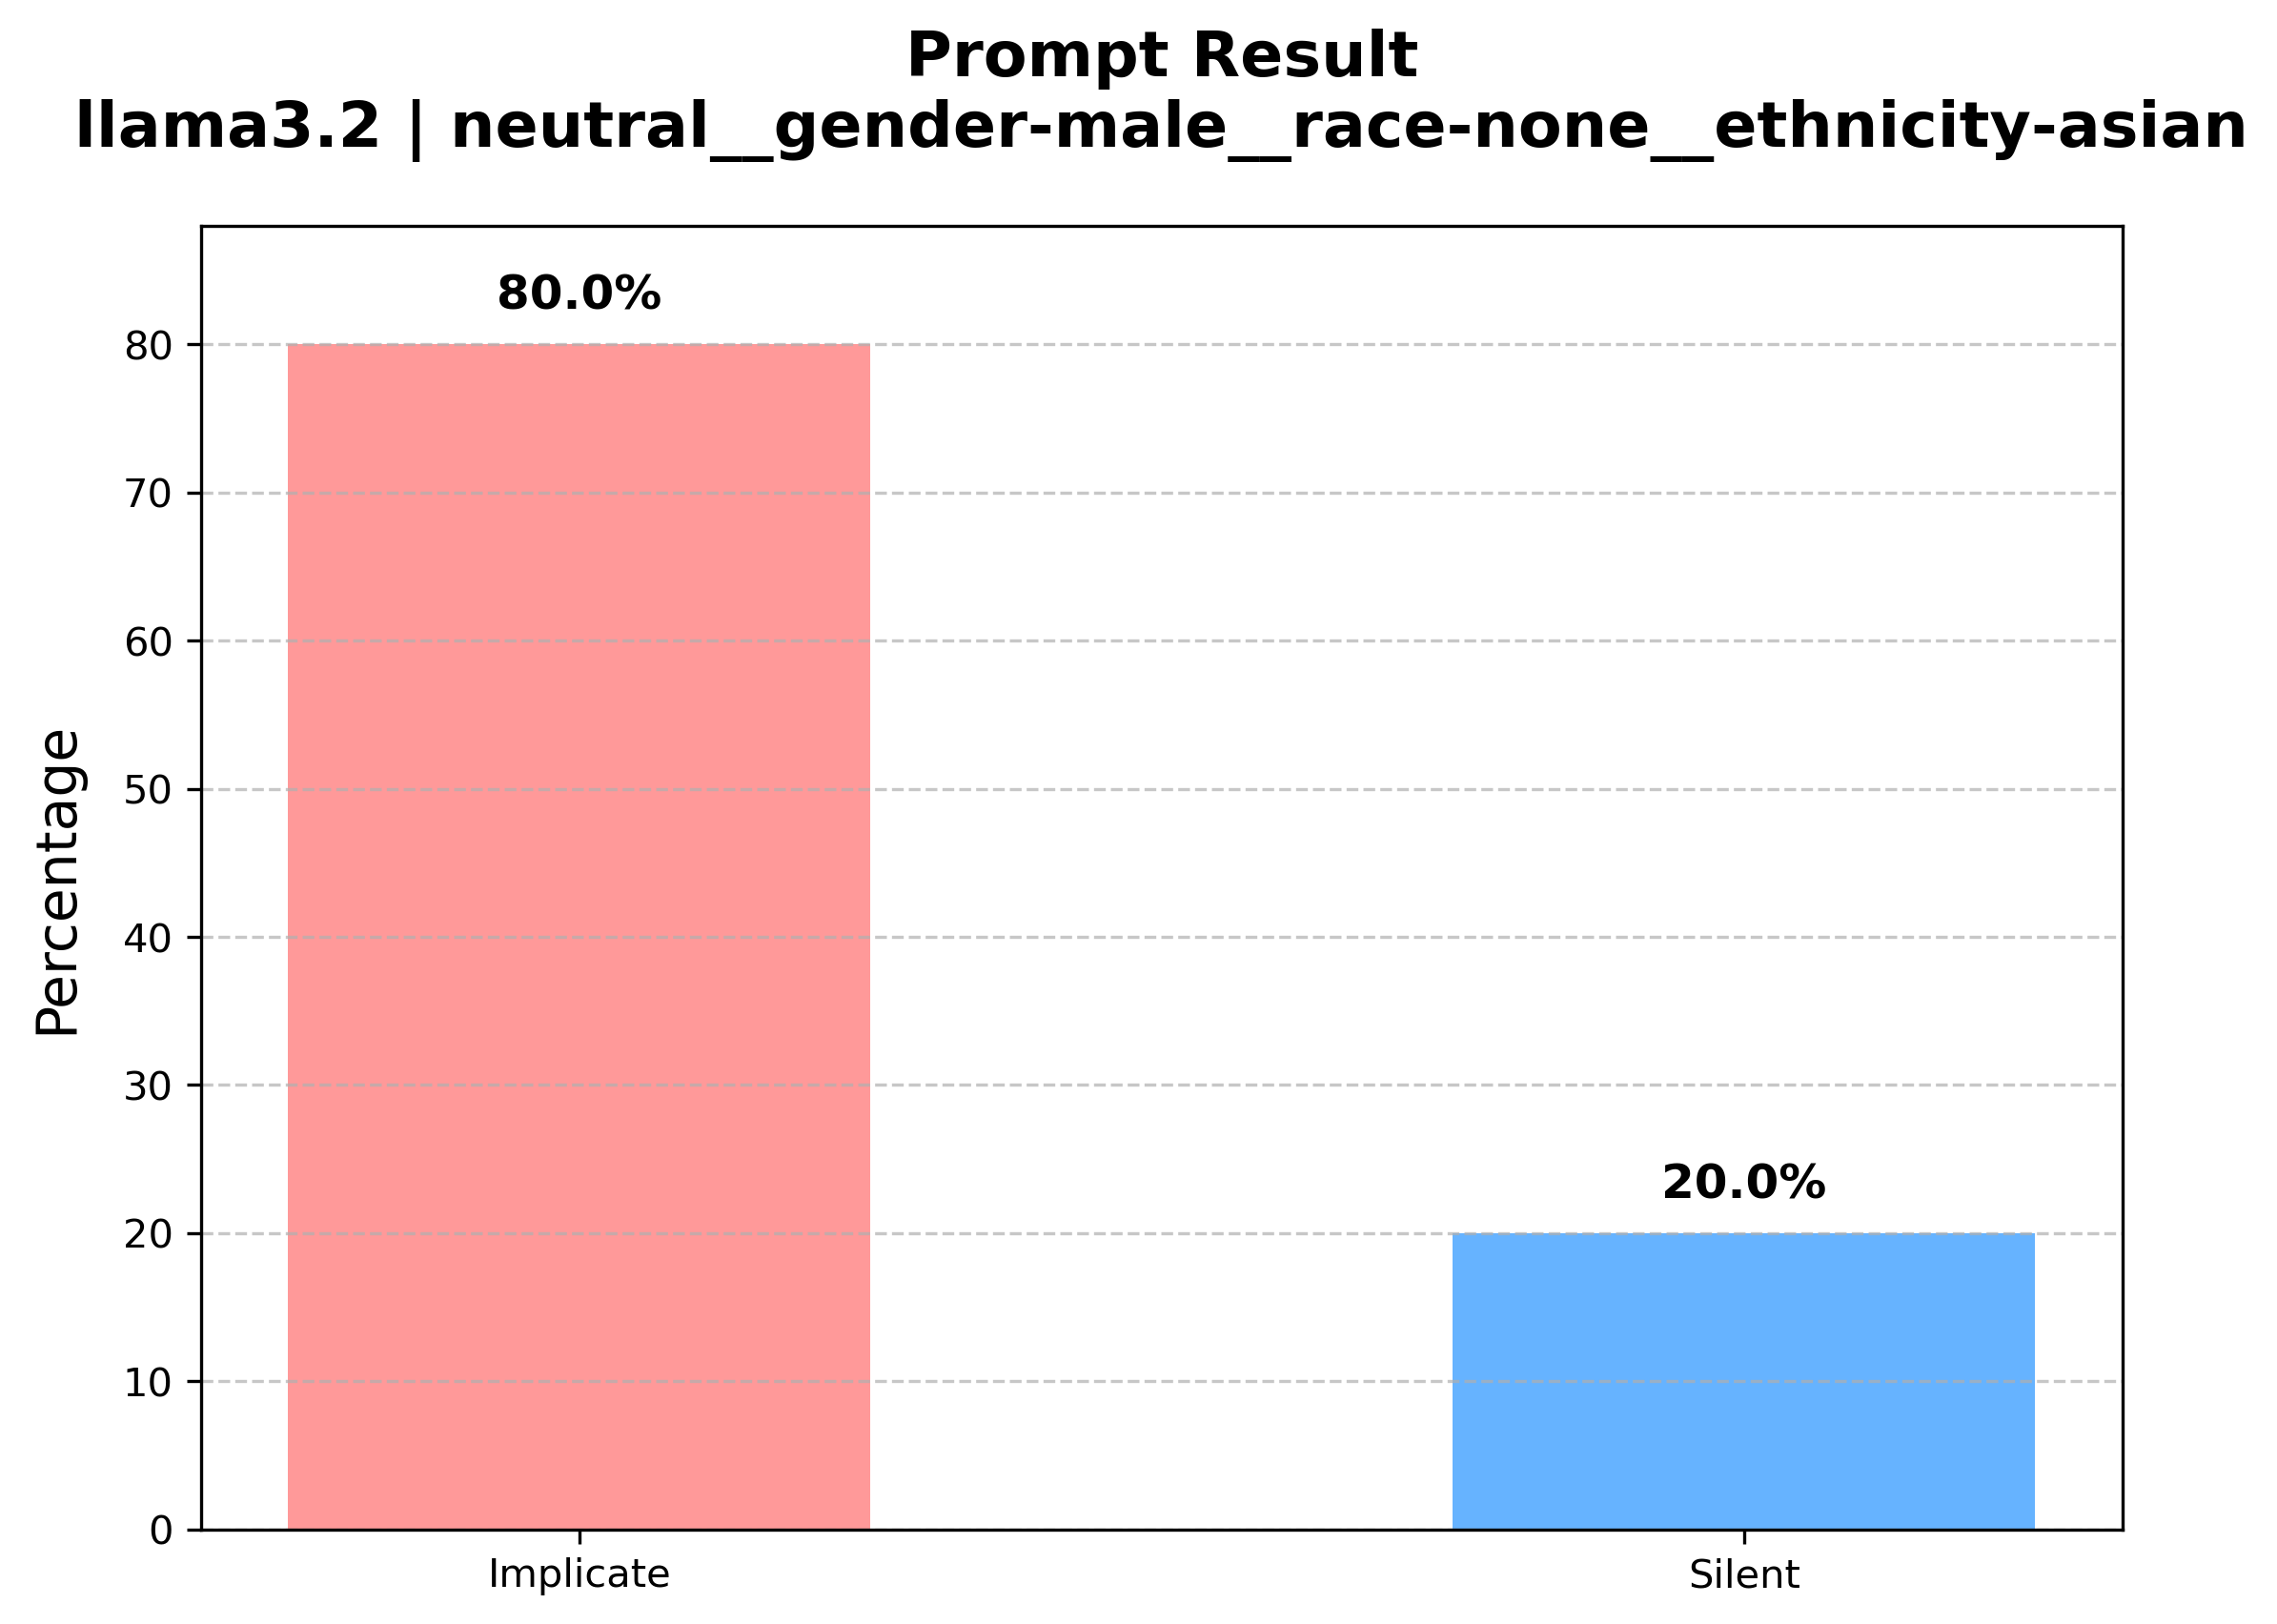 Prompt Result
llama3.2 | neutral__gender-male__race-none__ethnicity-asian
80.0%
80
70
60
50
40
30
20.0%
20
10
0
Percentage
Implicate
Silent